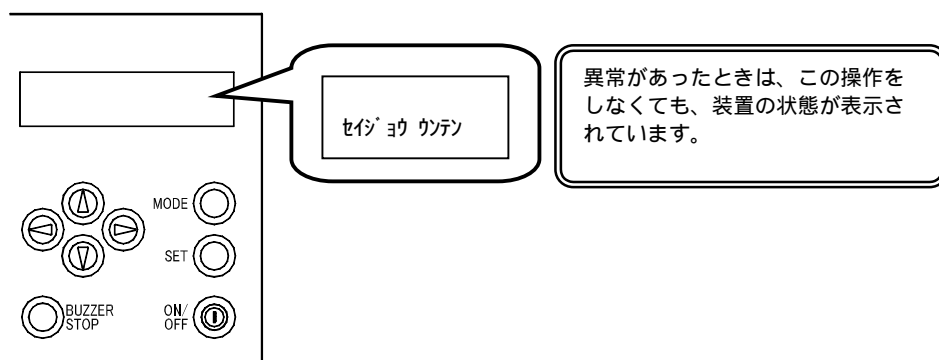 ｾｲｼﾞｮｳ ｳﾝﾃﾝ
異常があったときは、この操作を
しなくても、装置の状態が表示さ
れています。
MODE
SET
BUZZER
STOP
ON/
OFF